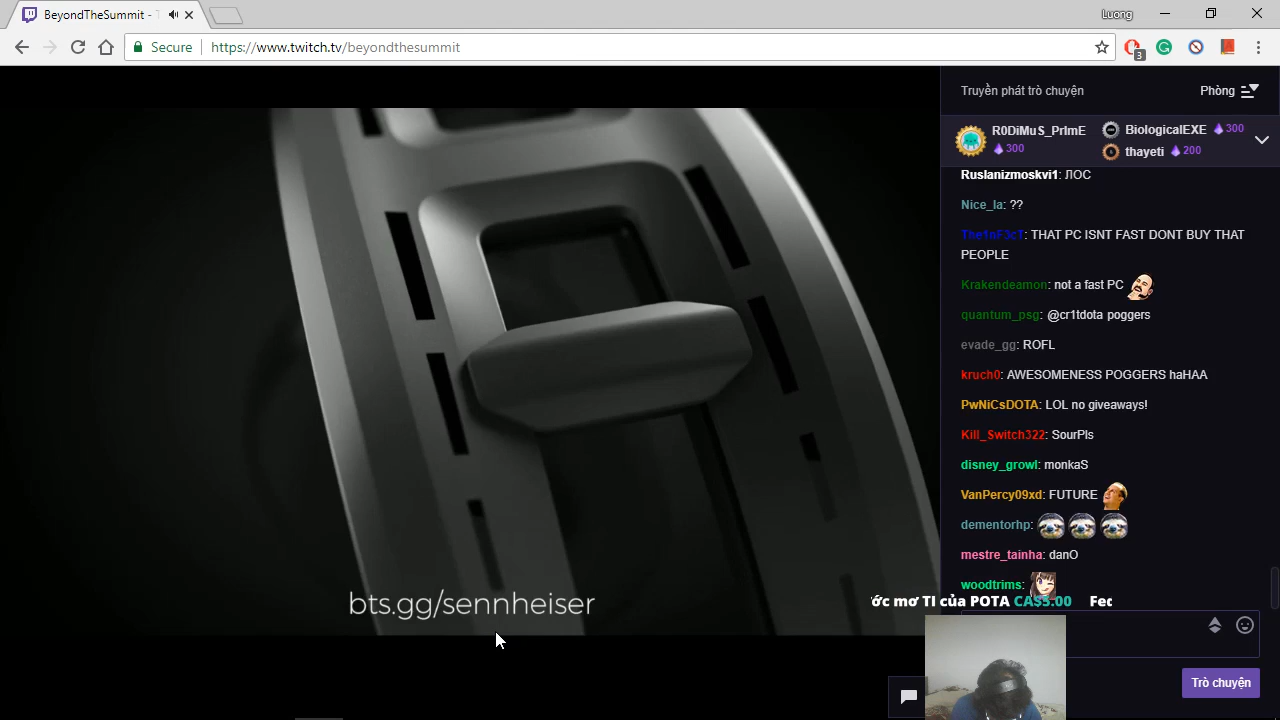 BeyondTheSummit - T
Luong
Secure
https://www.twitch.tv/beyondthesummit
3
Truyền phát trò chuyện
Phòng
R0DiMuS_PrImE
300
BiologicalEXE 300
thayeti 200
Ruslanizmoskvi1: ЛОС
Nice_la: ??
The1nF3cT: THAT PC ISNT FAST DONT BUY THAT
PEOPLE
Krakendeamon: not a fast PC
quantum_psg: @cr1tdota poggers
evade_gg: ROFL
kruch0: AWESOMENESS POGGERS haHAA
PwNiCsDOTA: LOL no giveaways!
Kill_Switch322: SourPls
disney_growl: monkaS
VanPercy09xd: FUTURE
dementorhp:
mestre_tainha: danO
woodtrims:
bts.gg/sennheiser
ớc mơ TI của POTA CA$5.00 Fed
Trò chuyện